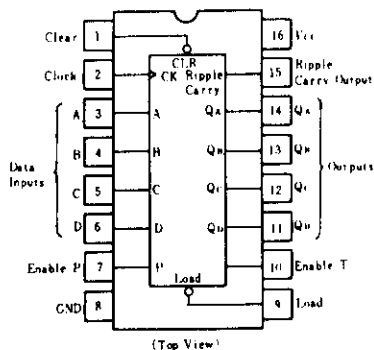 Clear 1 16 Vcc
CLR
Clock 2 CK Ripple Carry 15 Ripple Carry Output
A 3 A QA 14 QA
B 4 B QB 13 QB
Data Inputs Outputs
C 5 C QC 12 QC
D 6 D QD 11 QD
Enable P 7 P 10 Enable T
Load
GND 8 9 Load
(Top View)